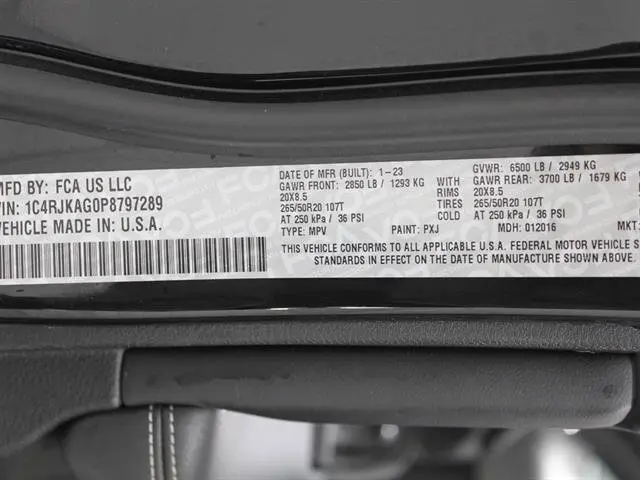 MFD BY: FCA US LLC
VIN: 1C4RJKAG0P8797289
VEHICLE MADE IN: U.S.A.
DATE OF MFR (BUILT): 1-23 GVWR: 6500 LB / 2949 KG
GAWR FRONT: 2850 LB / 1293 KG GAWR REAR: 3700 LB / 1679 KG
20X8.5 RIMS 20X8.5
265/50R20 107T TIRES 265/50R20 107T
AT 250 kPa / 36 PSI AT 250 kPa / 36 PSI
TYPE: MPV PAINT: PXJ MDH: 012016 MKT:
THIS VEHICLE CONFORMS TO ALL APPLICABLE U.S.A. FEDERAL MOTOR VEHICLE S
STANDARDS IN EFFECT ON THE DATE OF MANUFACTURE SHOWN ABOVE.